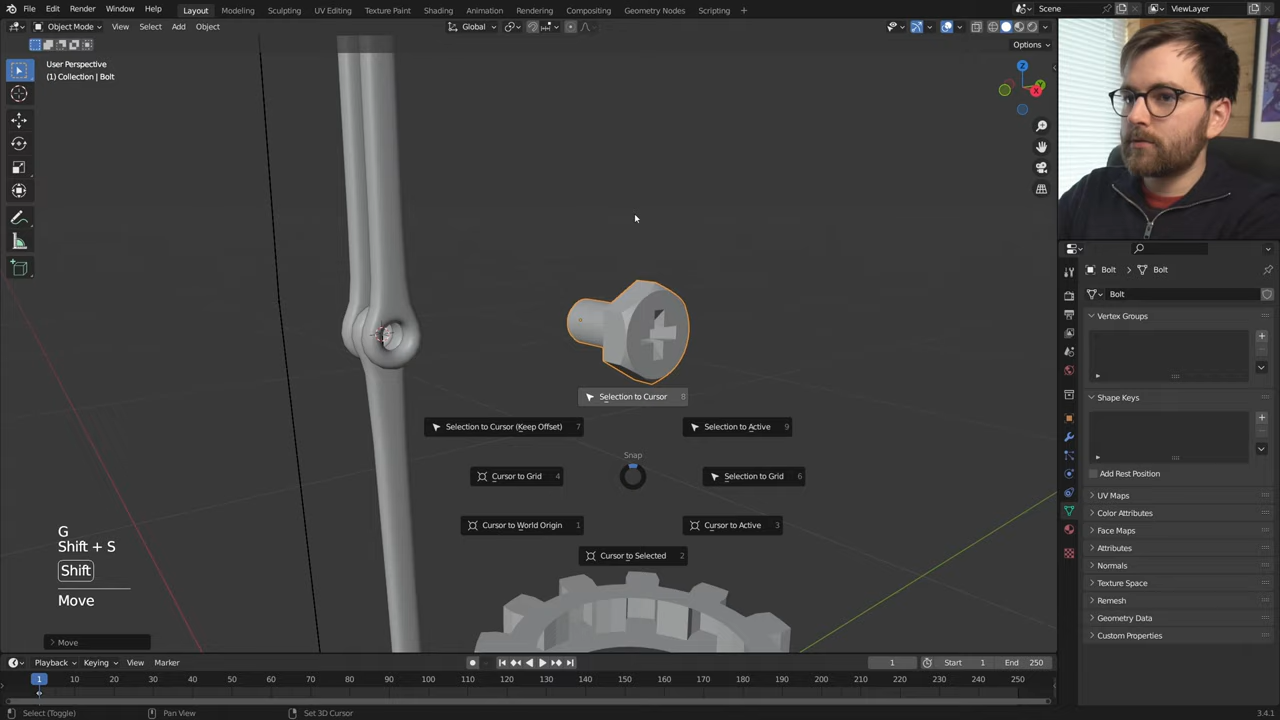 File Edit Render Window Help
Layout Modeling Sculpting UV Editing Texture Paint Shading Animation Rendering Compositing Geometry Nodes Scripting
Scene
ViewLayer
Object Mode View Select Add Object
Global
Options
User Perspective
(1) Collection | Bolt
Z
Y
X
Bolt Bolt
Bolt
Vertex Groups
Shape Keys
Add Rest Position
UV Maps
Color Attributes
Face Maps
Attributes
Normals
Texture Space
Remesh
Geometry Data
Custom Properties
Selection to Cursor 8
Selection to Cursor (Keep Offset) 7
Selection to Active 9
Snap
Cursor to Grid 4
Selection to Grid 6
Cursor to World Origin 1
Cursor to Active 3
Cursor to Selected 2
G
Shift + S
Shift
Move
Move
Playback Keying View Marker
1
Start 1
End 250
1 10 20 30 40 50 60 70 80 90 100 110 120 130 140 150 160 170 180 190 200 210 220 230 240 250
Select (Toggle) Pan View Set 3D Cursor
3.4.1